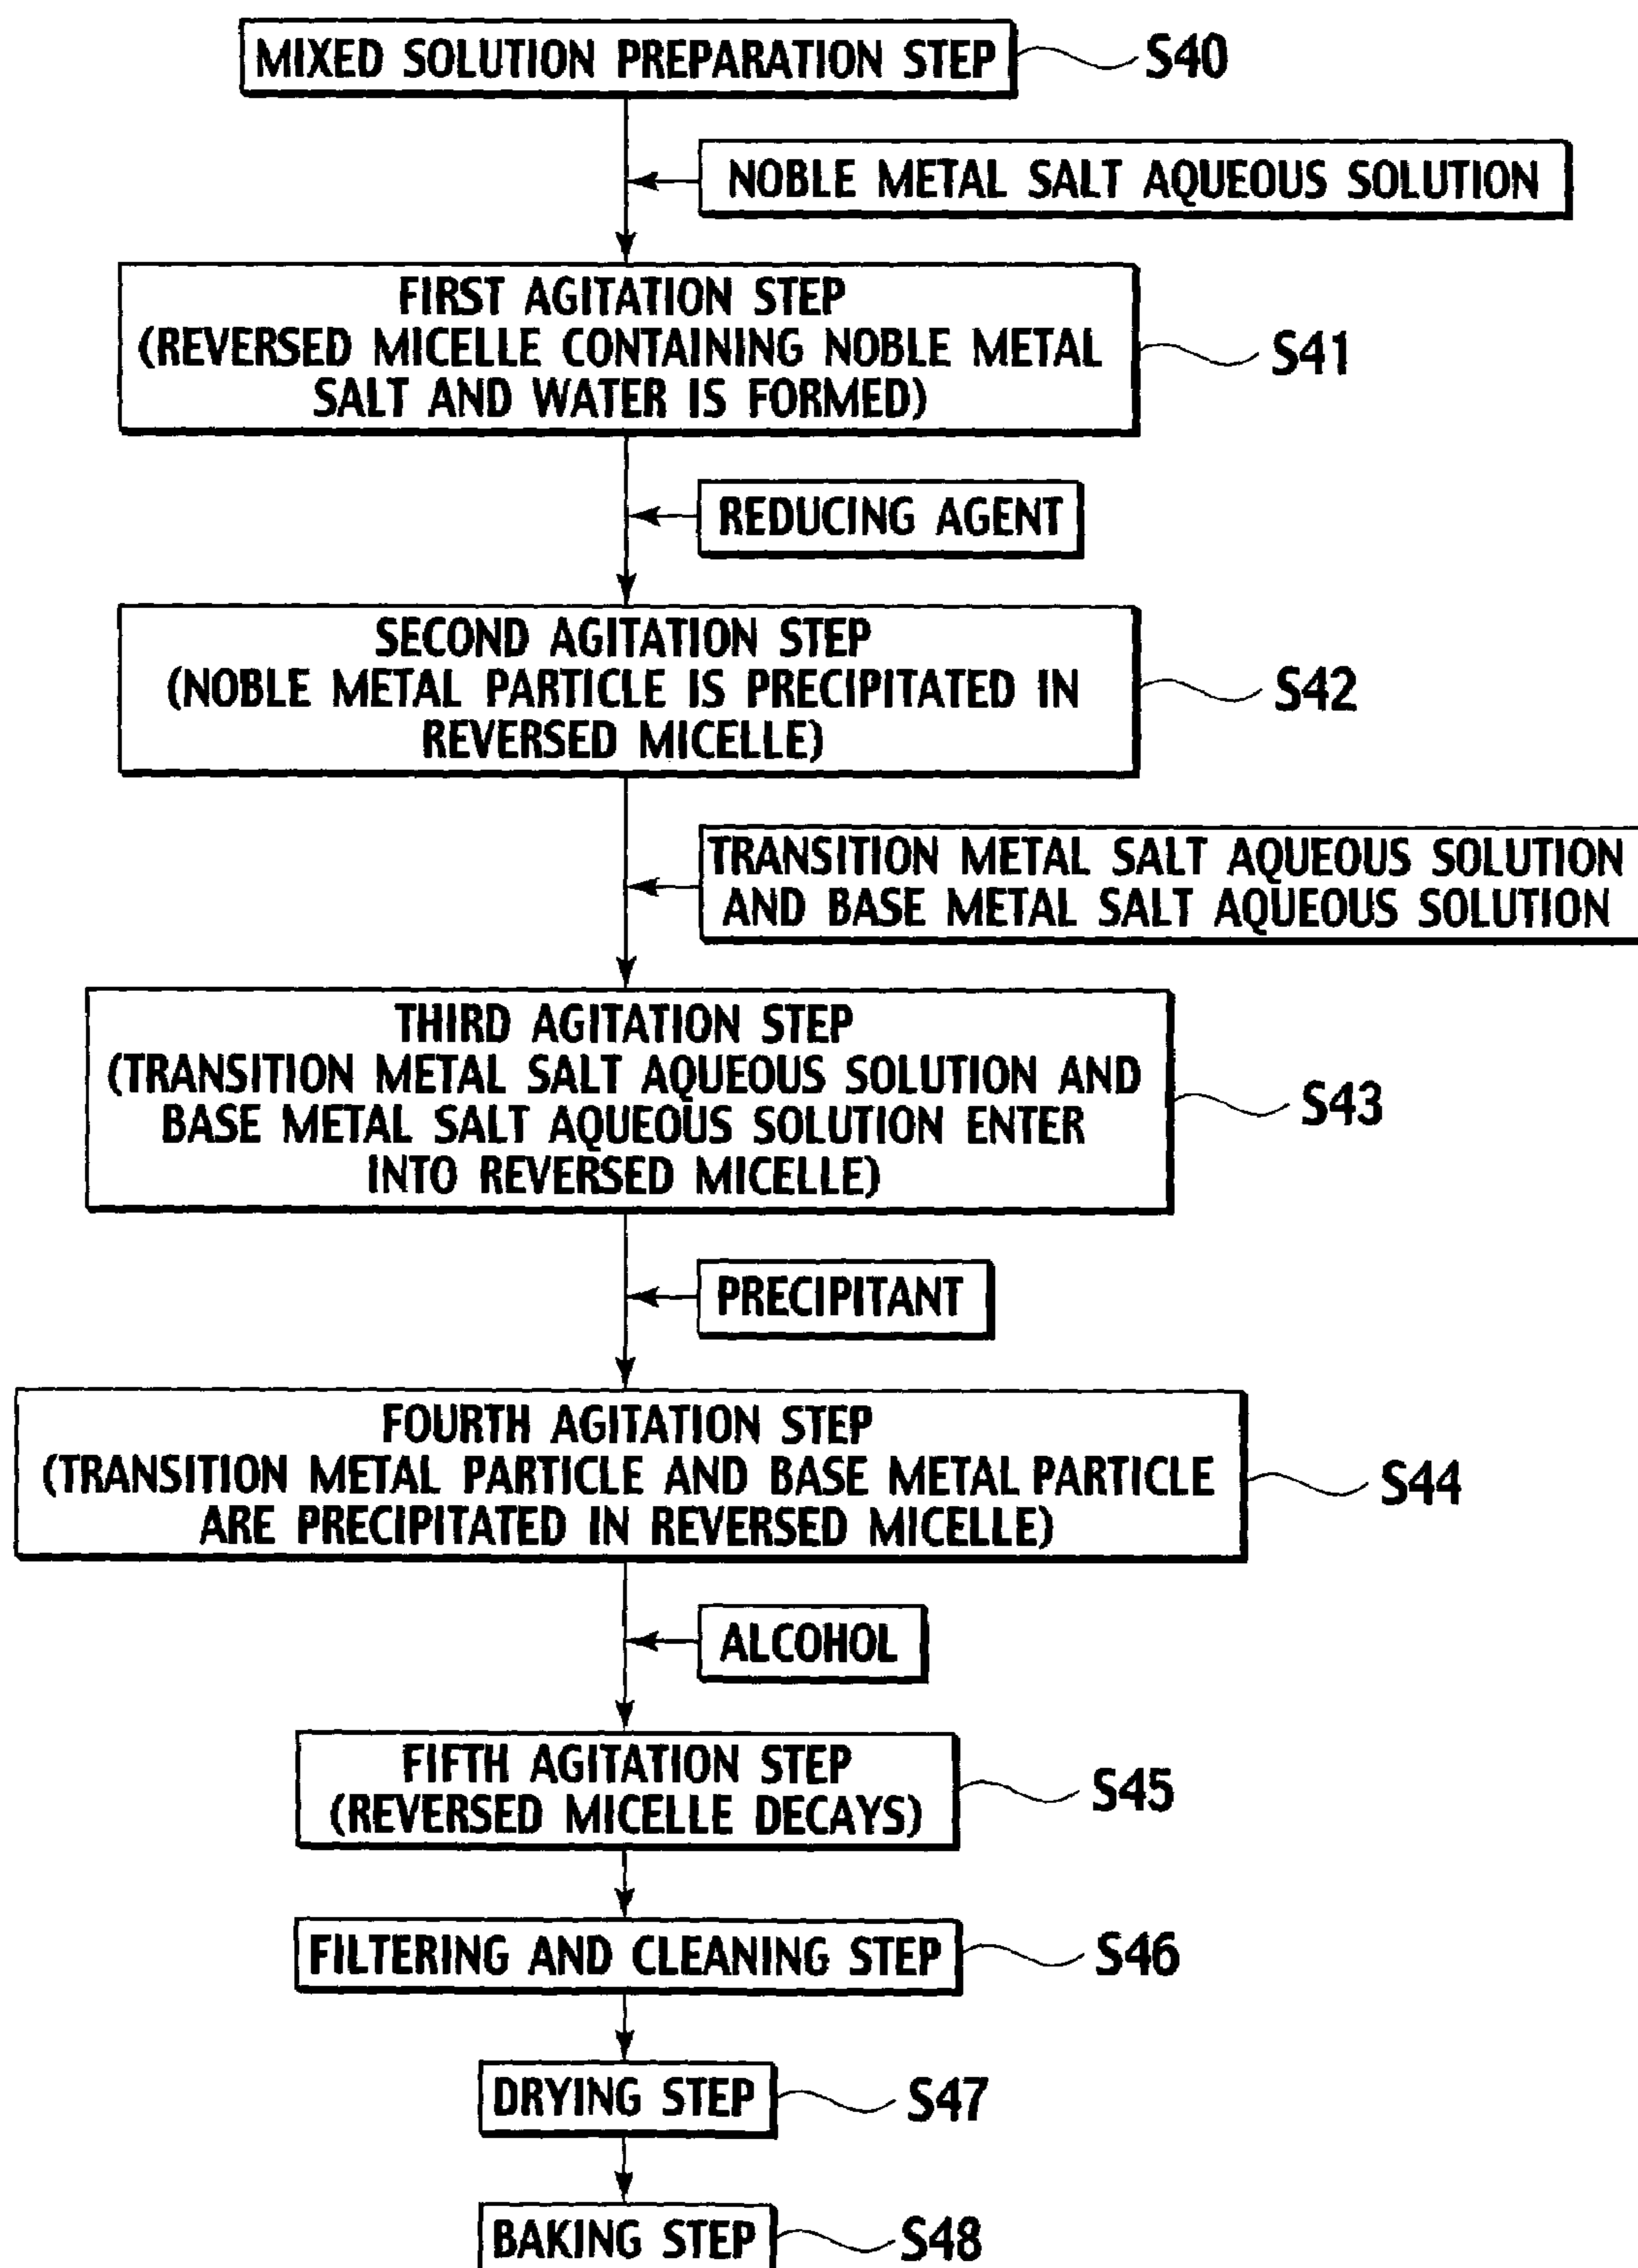 MIXED SOLUTION PREPARATION STEP
S40
NOBLE METAL SALT AQUEOUS SOLUTION
FIRST AGITATION STEP
(REVERSED MICELLE CONTAINING NOBLE METAL
SALT AND WATER IS FORMED)
S41
REDUCING AGENT
SECOND AGITATION STEP
(NOBLE METAL PARTICLE IS PRECIPITATED IN
REVERSED MICELLE)
S42
TRANSITION METAL SALT AQUEOUS SOLUTION
AND BASE METAL SALT AQUEOUS SOLUTION
THIRD AGITATION STEP
(TRANSITION METAL SALT AQUEOUS SOLUTION AND
BASE METAL SALT AQUEOUS SOLUTION ENTER
INTO REVERSED MICELLE)
S43
PRECIPITANT
FOURTH AGITATION STEP
(TRANSITION METAL PARTICLE AND BASE METAL PARTICLE
ARE PRECIPITATED IN REVERSED MICELLE)
S44
ALCOHOL
FIFTH AGITATION STEP
(REVERSED MICELLE DECAYS)
S45
FILTERING AND CLEANING STEP
S46
DRYING STEP
S47
BAKING STEP
S48